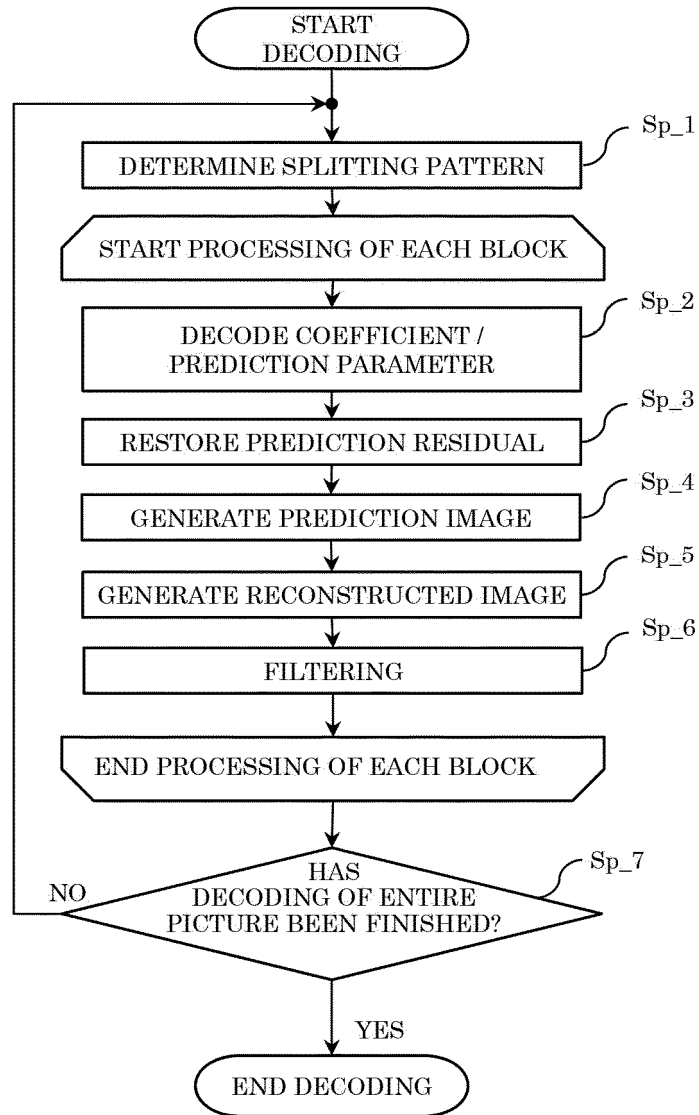 START
DECODING
Sp_1
DETERMINE SPLITTING PATTERN
START PROCESSING OF EACH BLOCK
Sp_2
DECODE COEFFICIENT /
PREDICTION PARAMETER
Sp_3
RESTORE PREDICTION RESIDUAL
Sp_4
GENERATE PREDICTION IMAGE
Sp_5
GENERATE RECONSTRUCTED IMAGE
Sp_6
FILTERING
END PROCESSING OF EACH BLOCK
Sp_7
HAS
NO
DECODING OF ENTIRE
PICTURE BEEN FINISHED?
YES
END DECODING